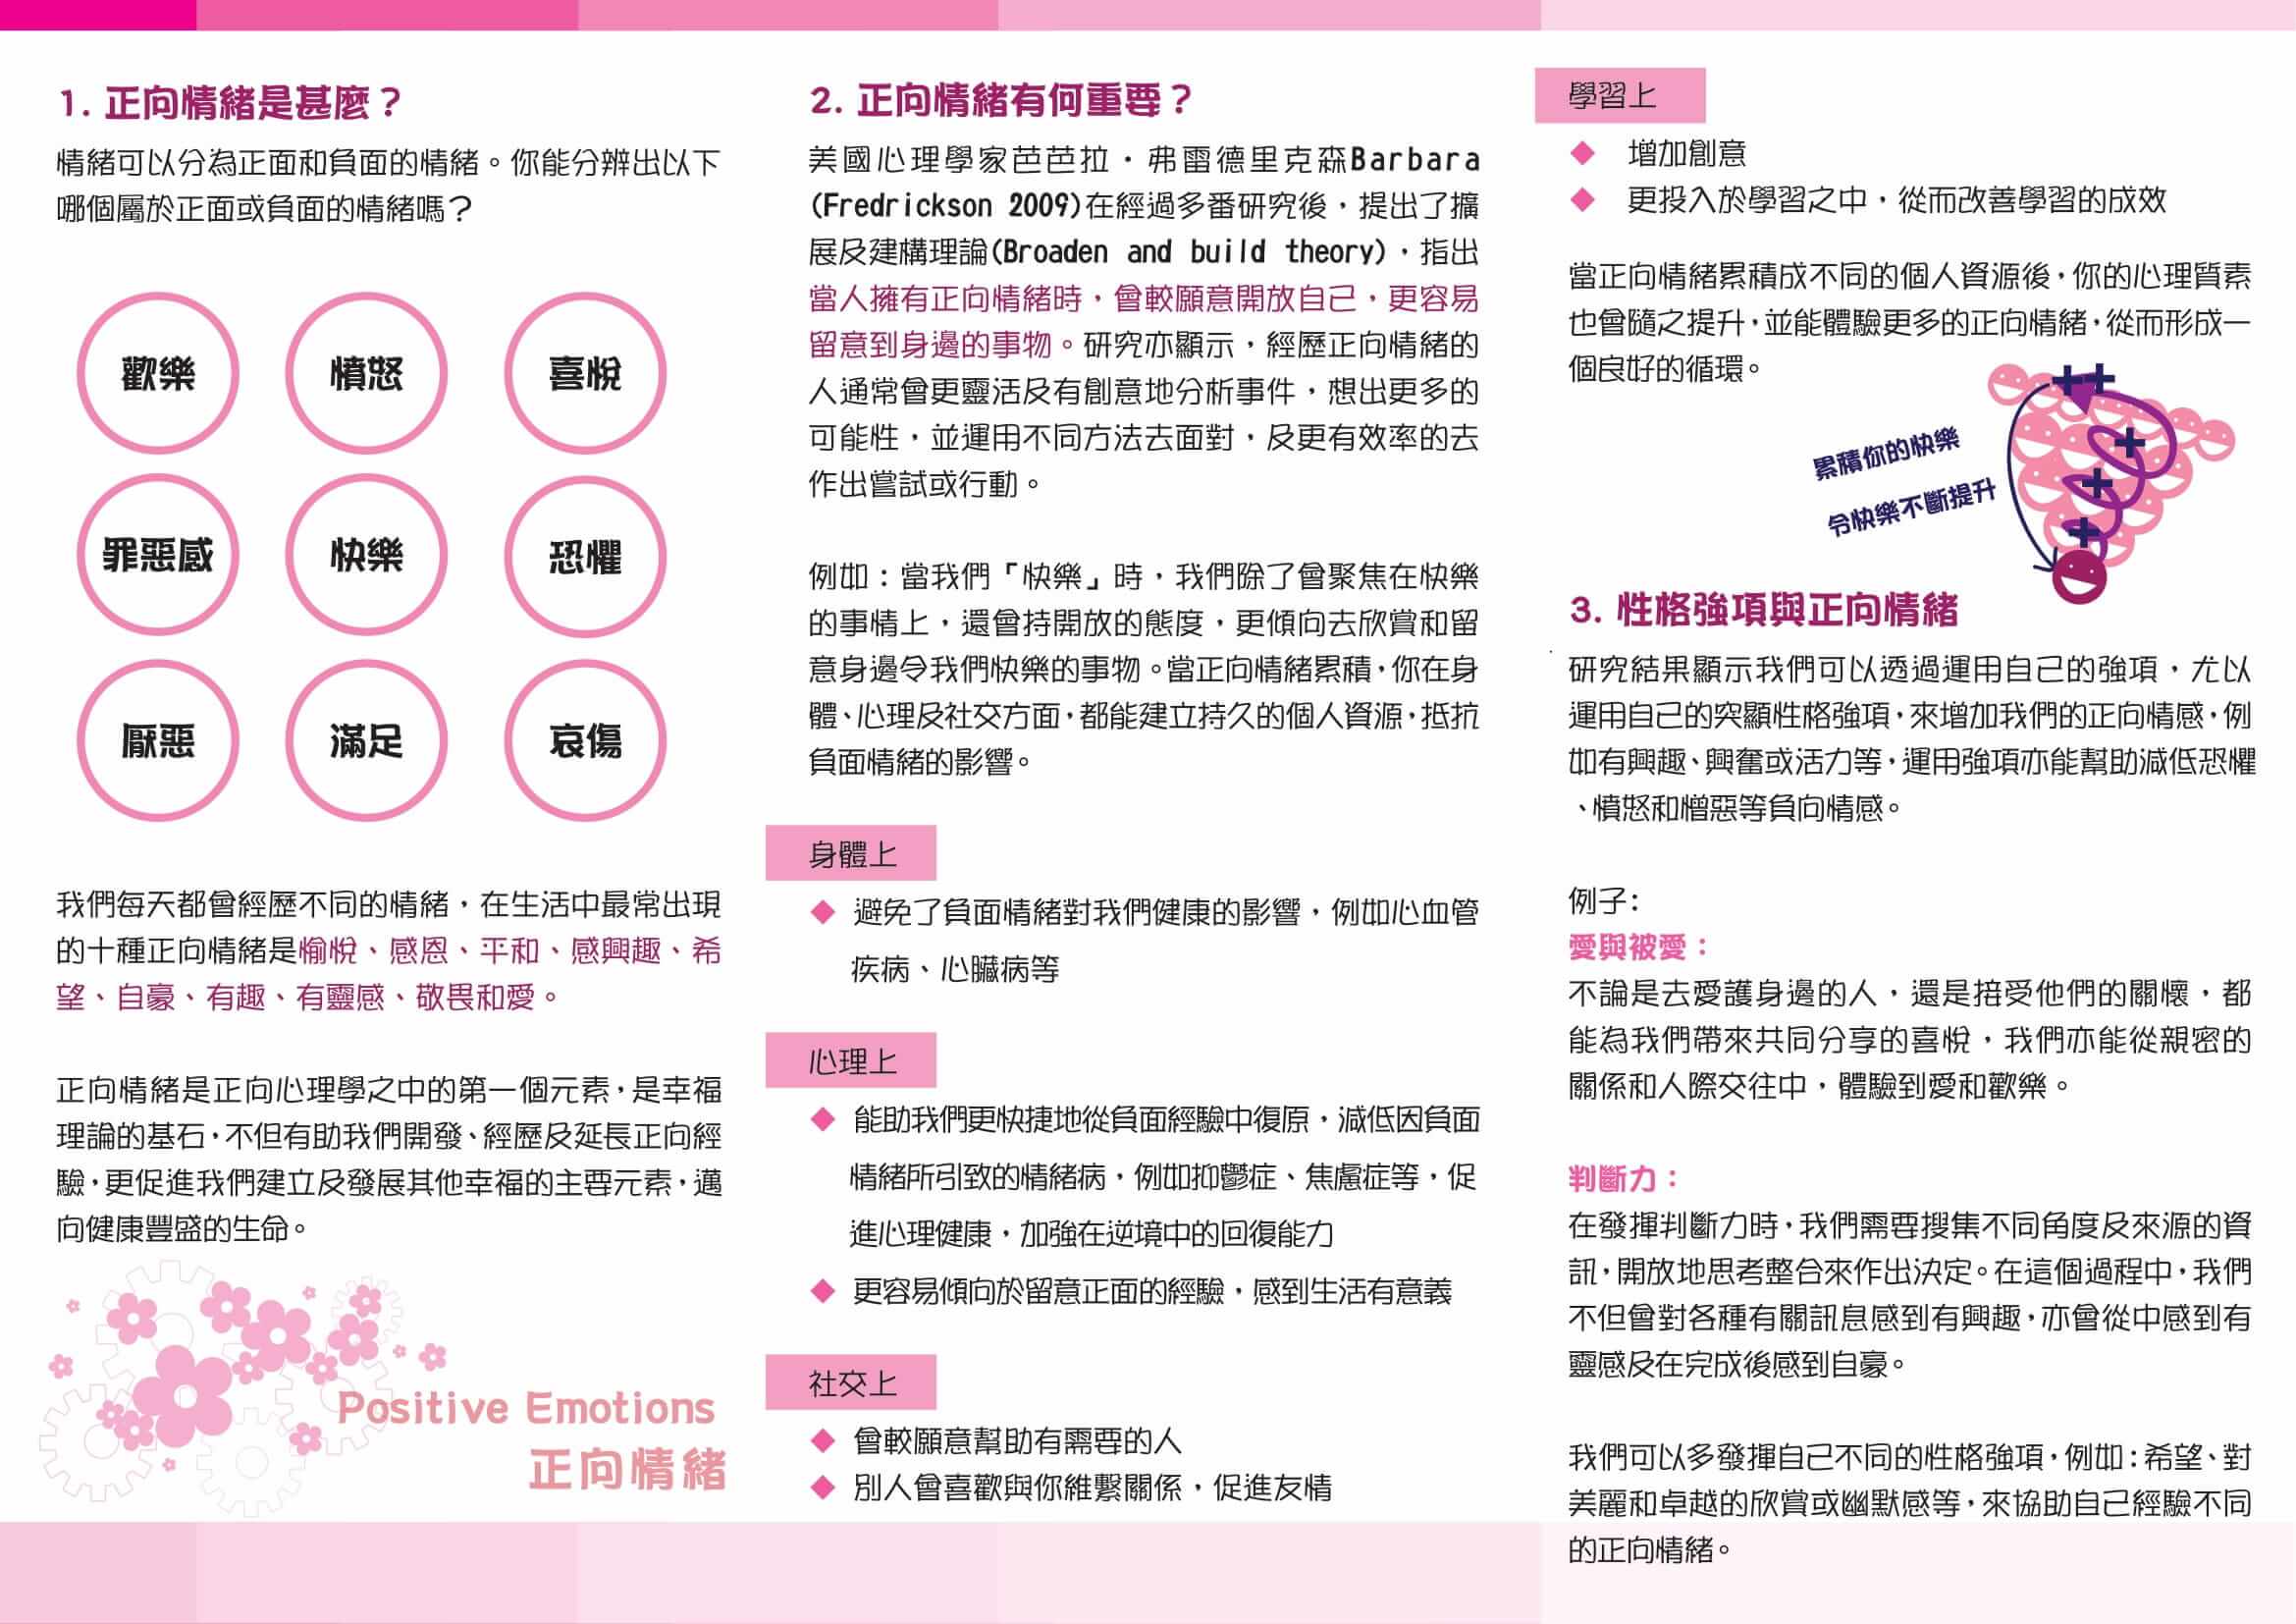 1. 正向情緒是甚麼？
情緒可以分為正面和負面的情緒。你能分辨出以下
哪個屬於正面或負面的情緒嗎？
歡樂
憤怒
喜悅
罪惡感
快樂
恐懼
厭惡
滿足
哀傷
我們每天都會經歷不同的情緒，在生活中最常出現
的十種正向情緒是愉悅、感恩、平和、感興趣、希
望、自豪、有趣、有靈感、敬畏和愛。
正向情緒是正向心理學之中的第一個元素，是幸福
理論的基石，不但有助我們開發、經歷及延長正向經
驗，更促進我們建立及發展其他幸福的主要元素，邁
向健康豐盛的生命。
Positive Emotions
正向情緒
2. 正向情緒有何重要？
美國心理學家芭芭拉．弗雷德里克森Barbara
(Fredrickson 2009)在經過多番研究後，提出了擴
展及建構理論(Broaden and build theory)，指出
當人擁有正向情緒時，會較願意開放自己，更容易
留意到身邊的事物。研究亦顯示，經歷正向情緒的
人通常會更靈活及有創意地分析事件，想出更多的
可能性，並運用不同方法去面對，及更有效率的去
作出嘗試或行動。
例如：當我們「快樂」時，我們除了會聚焦在快樂
的事情上，還會持開放的態度，更傾向去欣賞和留
意身邊令我們快樂的事物。當正向情緒累積，你在身
體、心理及社交方面，都能建立持久的個人資源，抵抗
負面情緒的影響。
身體上
◆ 避免了負面情緒對我們健康的影響，例如心血管
疾病、心臟病等
心理上
◆ 能助我們更快捷地從負面經驗中復原，減低因負面
情緒所引致的情緒病，例如抑鬱症、焦慮症等，促
進心理健康，加強在逆境中的回復能力
◆ 更容易傾向於留意正面的經驗，感到生活有意義
社交上
◆ 會較願意幫助有需要的人
◆ 別人會喜歡與你維繫關係，促進友情
學習上
◆ 增加創意
◆ 更投入於學習之中，從而改善學習的成效
當正向情緒累積成不同的個人資源後，你的心理質素
也會隨之提升，並能體驗更多的正向情緒，從而形成一
個良好的循環。
累積你的快樂
令快樂不斷提升
3. 性格強項與正向情緒
研究結果顯示我們可以透過運用自己的強項，尤以
運用自己的突顯性格強項，來增加我們的正向情感，例
如有興趣、興奮或活力等，運用強項亦能幫助減低恐懼
、憤怒和憎惡等負向情感。
例子：
愛與被愛：
不論是去愛護身邊的人，還是接受他們的關懷，都
能為我們帶來共同分享的喜悅，我們亦能從親密的
關係和人際交往中，體驗到愛和歡樂。
判斷力：
在發揮判斷力時，我們需要搜集不同角度及來源的資
訊，開放地思考整合來作出決定。在這個過程中，我們
不但會對各種有關訊息感到有興趣，亦會從中感到有
靈感及在完成後感到自豪。
我們可以多發揮自己不同的性格強項，例如：希望、對
美麗和卓越的欣賞或幽默感等，來協助自己經驗不同
的正向情緒。